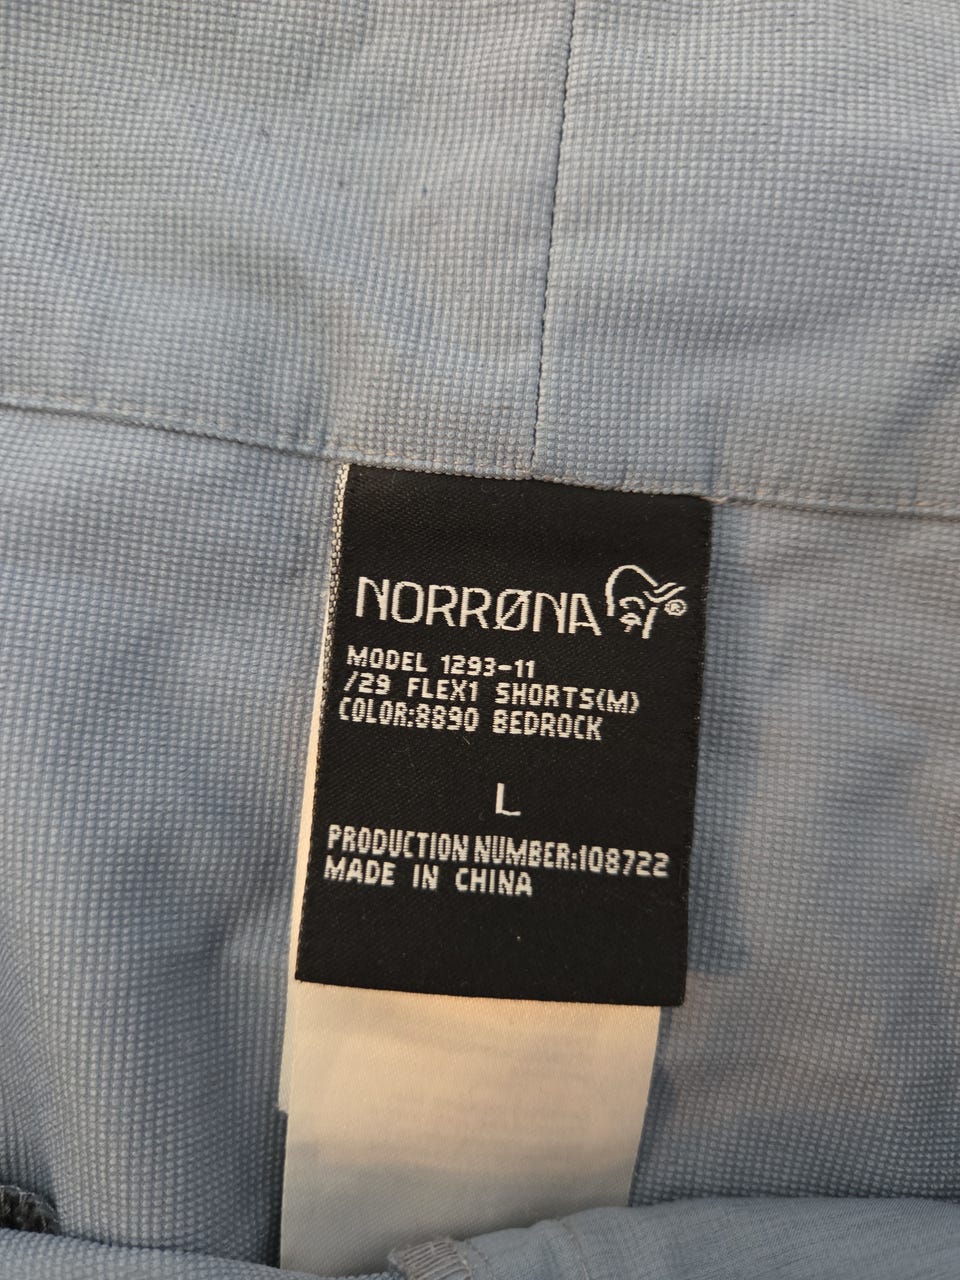 NORRØNA®
MODEL 1293-11
/29 FLEX1 SHORTS(M)
COLOR:8890 BEDROCK
L
PRODUCTION NUMBER:108722
MADE IN CHINA